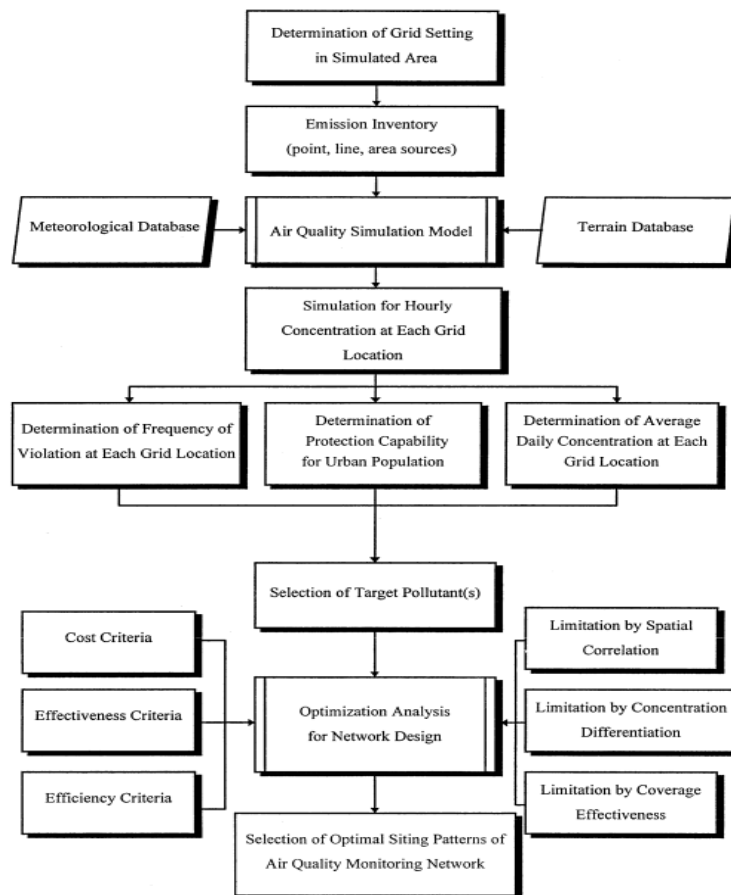 Determination of Grid Setting
in Simulated Area
Emission Inventory
(point, line, area sources)
Meteorological Database
Air Quality Simulation Model
Terrain Database
Simulation for Hourly
Concentration at Each Grid
Location
Determination of Frequency of
Violation at Each Grid Location
Determination of
Protection Capability
for Urban Population
Determination of Average
Daily Concentration at Each
Grid Location
Selection of Target Pollutant(s)
Cost Criteria
Effectiveness Criteria
Efficiency Criteria
Optimization Analysis
for Network Design
Limitation by Spatial
Correlation
Limitation by Concentration
Differentiation
Limitation by Coverage
Effectiveness
Selection of Optimal Siting Patterns of
Air Quality Monitoring Network